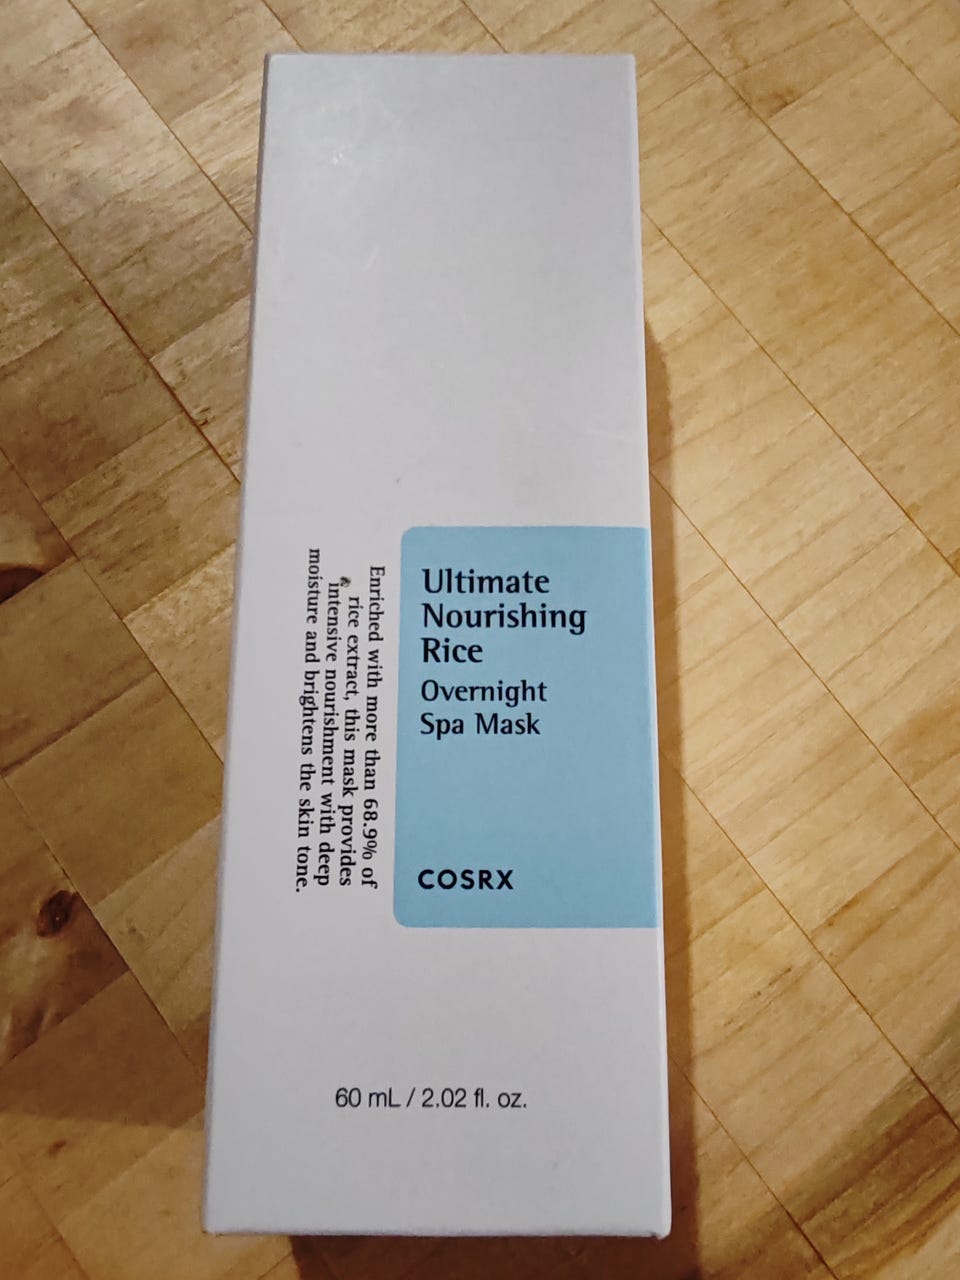 Ultimate
Nourishing
Rice
Overnight
Spa Mask
COSRX
Enriched with more than 68.9% of
rice extract, this mask provides
intensive nourishment with deep
moisture and brightens the skin tone.
60 mL / 2.02 fl. oz.